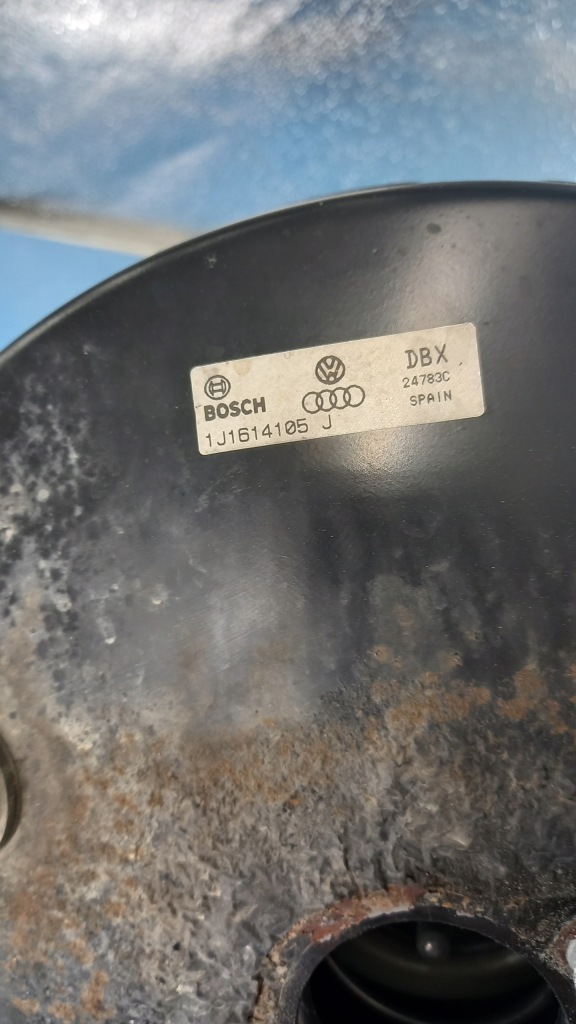 DBX
24783C
BOSCH
SPAIN
1J1614105 J